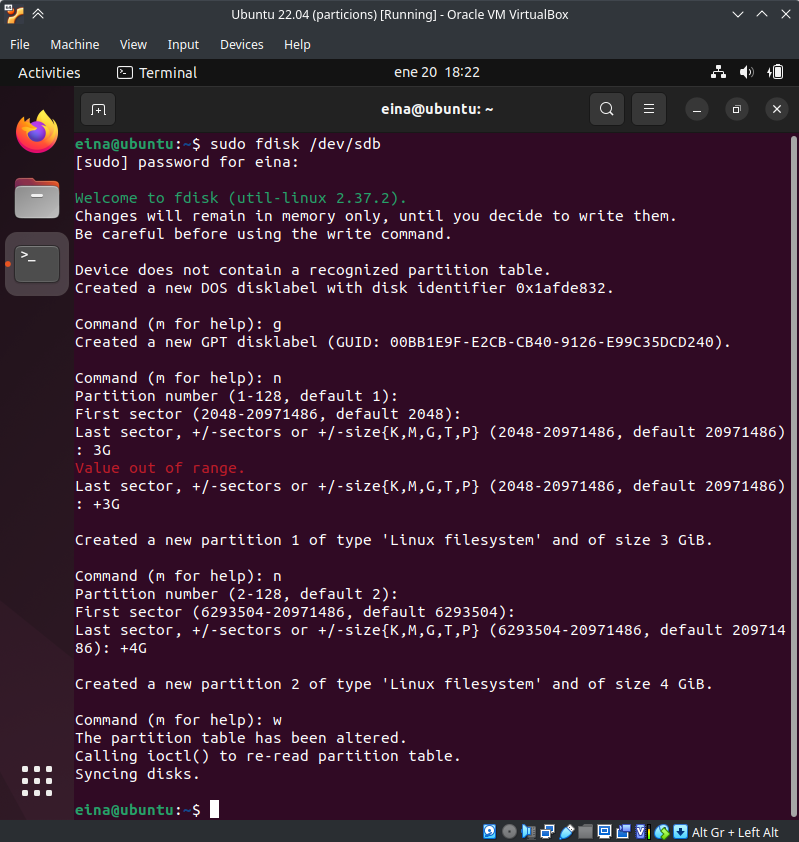 Ubuntu 22.04 (particions) [Running] - Oracle VM VirtualBox
File Machine View Input Devices Help
Activities Terminal ene 20 18:22
eina@ubuntu: ~
eina@ubuntu:~$ sudo fdisk /dev/sdb
[sudo] password for eina:
Welcome to fdisk (util-linux 2.37.2).
Changes will remain in memory only, until you decide to write them.
Be careful before using the write command.
Device does not contain a recognized partition table.
Created a new DOS disklabel with disk identifier 0x1afde832.
Command (m for help): g
Created a new GPT disklabel (GUID: 00BB1E9F-E2CB-CB40-9126-E99C35DCD240).
Command (m for help): n
Partition number (1-128, default 1):
First sector (2048-20971486, default 2048):
Last sector, +/-sectors or +/-size{K,M,G,T,P} (2048-20971486, default 20971486)
: 3G
Value out of range.
Last sector, +/-sectors or +/-size{K,M,G,T,P} (2048-20971486, default 20971486)
: +3G
Created a new partition 1 of type 'Linux filesystem' and of size 3 GiB.
Command (m for help): n
Partition number (2-128, default 2):
First sector (6293504-20971486, default 6293504):
Last sector, +/-sectors or +/-size{K,M,G,T,P} (6293504-20971486, default 209714
86): +4G
Created a new partition 2 of type 'Linux filesystem' and of size 4 GiB.
Command (m for help): w
The partition table has been altered.
Calling ioctl() to re-read partition table.
Syncing disks.
eina@ubuntu:~$
Alt Gr + Left Alt